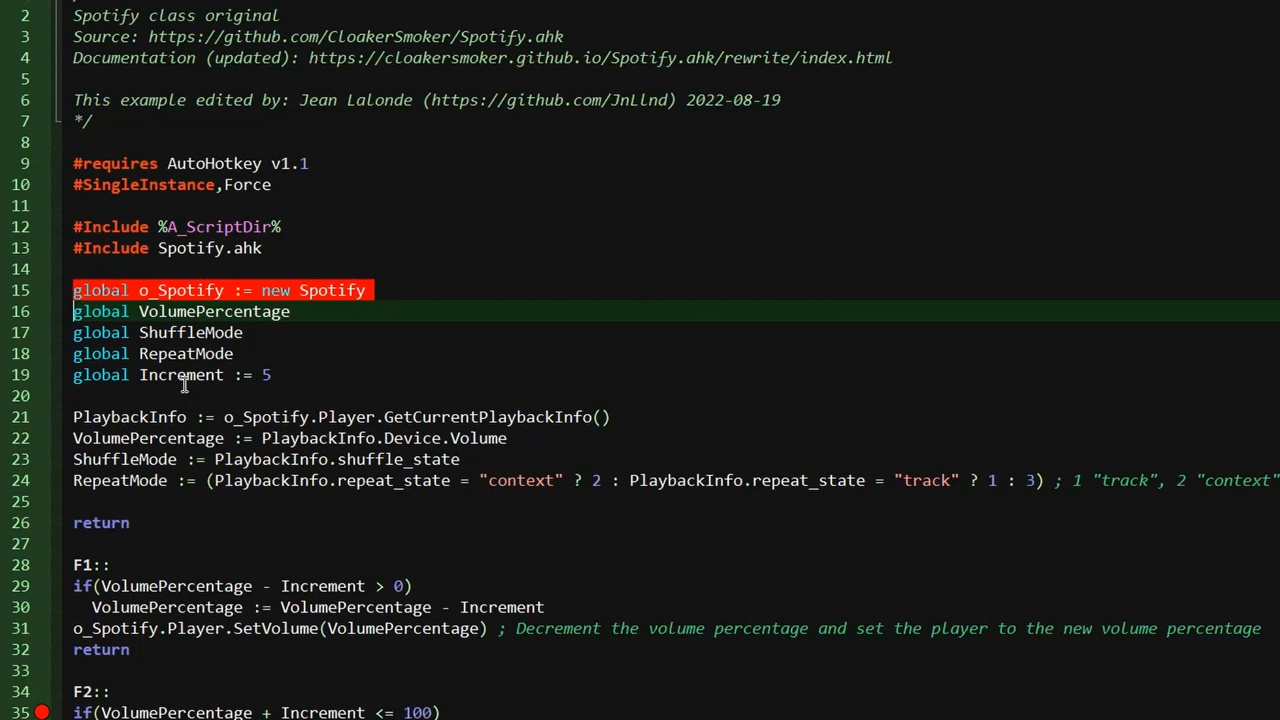 2 Spotify class original
3 Source: https://github.com/CloakerSmoker/Spotify.ahk
4 Documentation (updated): https://cloakersmoker.github.io/Spotify.ahk/rewrite/index.html
5
6 This example edited by: Jean Lalonde (https://github.com/JnLlnd) 2022-08-19
7 */
8
9 #requires AutoHotkey v1.1
10 #SingleInstance,Force
11
12 #Include %A_ScriptDir%
13 #Include Spotify.ahk
14
15 global o_Spotify := new Spotify
16 global VolumePercentage
17 global ShuffleMode
18 global RepeatMode
19 global Increment := 5
20
21 PlaybackInfo := o_Spotify.Player.GetCurrentPlaybackInfo()
22 VolumePercentage := PlaybackInfo.Device.Volume
23 ShuffleMode := PlaybackInfo.shuffle_state
24 RepeatMode := (PlaybackInfo.repeat_state = "context" ? 2 : PlaybackInfo.repeat_state = "track" ? 1 : 3) ; 1 "track", 2 "context"
25
26 return
27
28 F1::
29 if(VolumePercentage - Increment > 0)
30 VolumePercentage := VolumePercentage - Increment
31 o_Spotify.Player.SetVolume(VolumePercentage) ; Decrement the volume percentage and set the player to the new volume percentage
32 return
33
34 F2::
35 if(VolumePercentage + Increment <= 100)